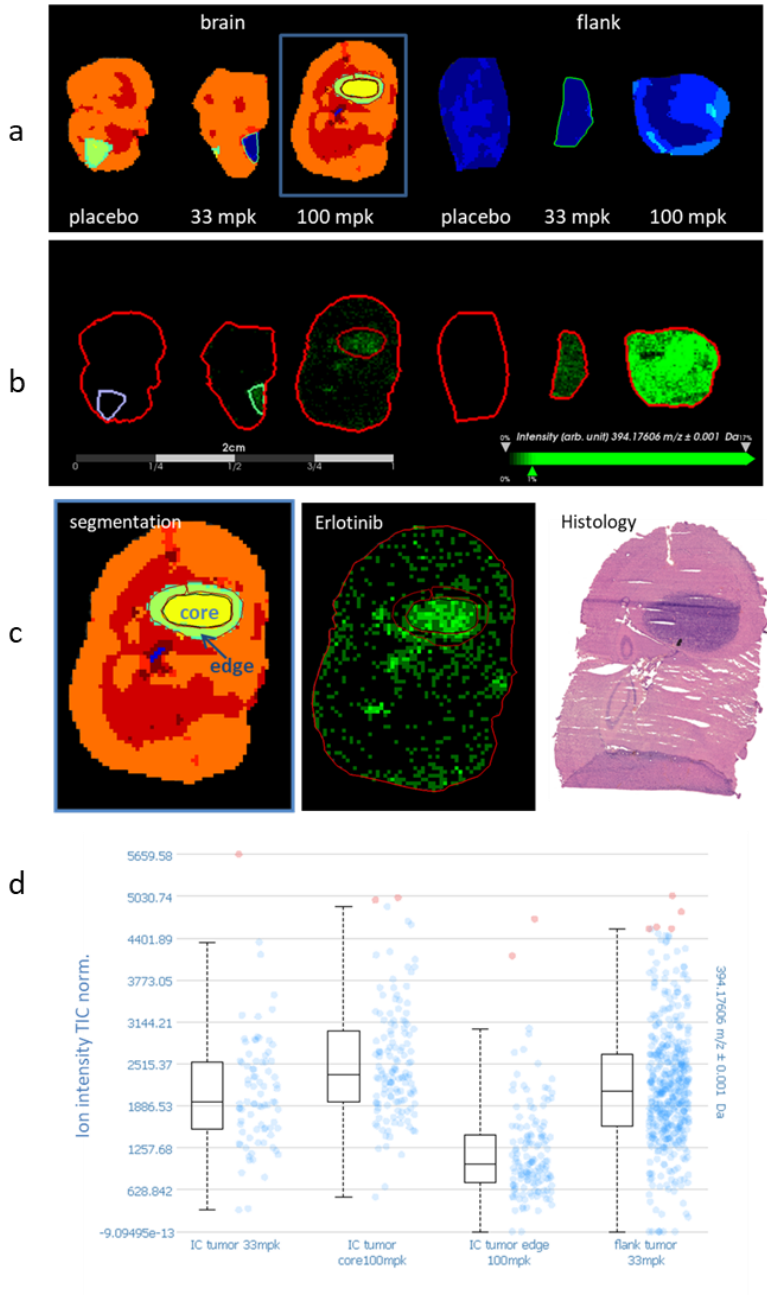 brain
flank
a
placebo
33 mpk
100 mpk
placebo
33 mpk
100 mpk
b
2cm
0
1/4
1/2
3/4
1
0%
Intensity (arb. unit) 394.17606 m/z ± 0.001 Da
17%
0%
1%
c
segmentation
core
edge
Erlotinib
Histology
d
5659.58
5030.74
4401.89
3773.05
3144.21
2515.37
1886.53
1257.68
628.842
-9.09495e-13
Ion intensity TIC norm.
394.17606 m/z ± 0.001 Da
IC tumor 33mpk
IC tumor
core100mpk
IC tumor edge
100mpk
flank tumor
33mpk